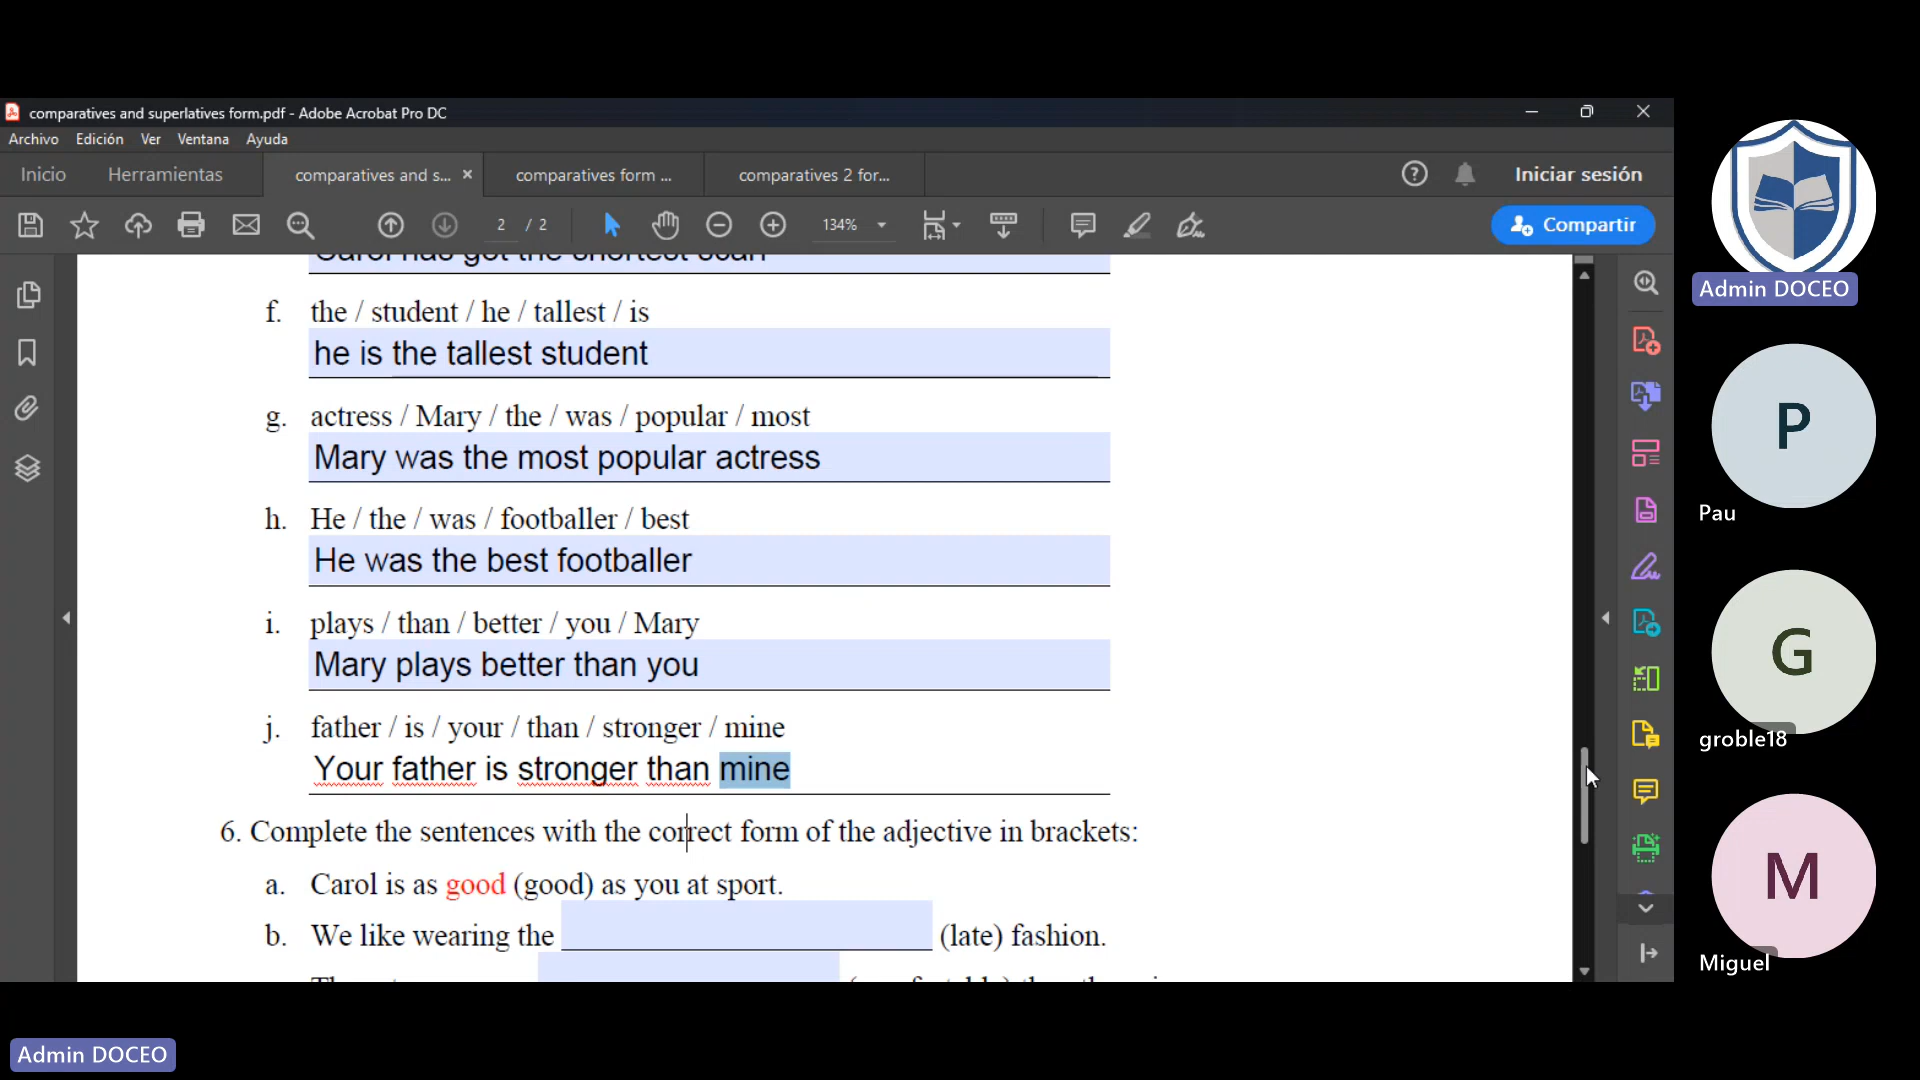 comparatives and superlatives form.pdf - Adobe Acrobat Pro DC
Archivo Edición Ver Ventana Ayuda
Inicio Herramientas comparatives and s... comparatives form ... comparatives 2 for... Iniciar sesión
2 / 2 134% Compartir
Carol has got the shortest scarf
f. the / student / he / tallest / is
he is the tallest student
g. actress / Mary / the / was / popular / most
Mary was the most popular actress
h. He / the / was / footballer / best
He was the best footballer
i. plays / than / better / you / Mary
Mary plays better than you
j. father / is / your / than / stronger / mine
Your father is stronger than mine
6. Complete the sentences with the correct form of the adjective in brackets:
a. Carol is as good (good) as you at sport.
b. We like wearing the (late) fashion.
Admin DOCEO
P
Pau
G
groble18
M
Miguel
Admin DOCEO